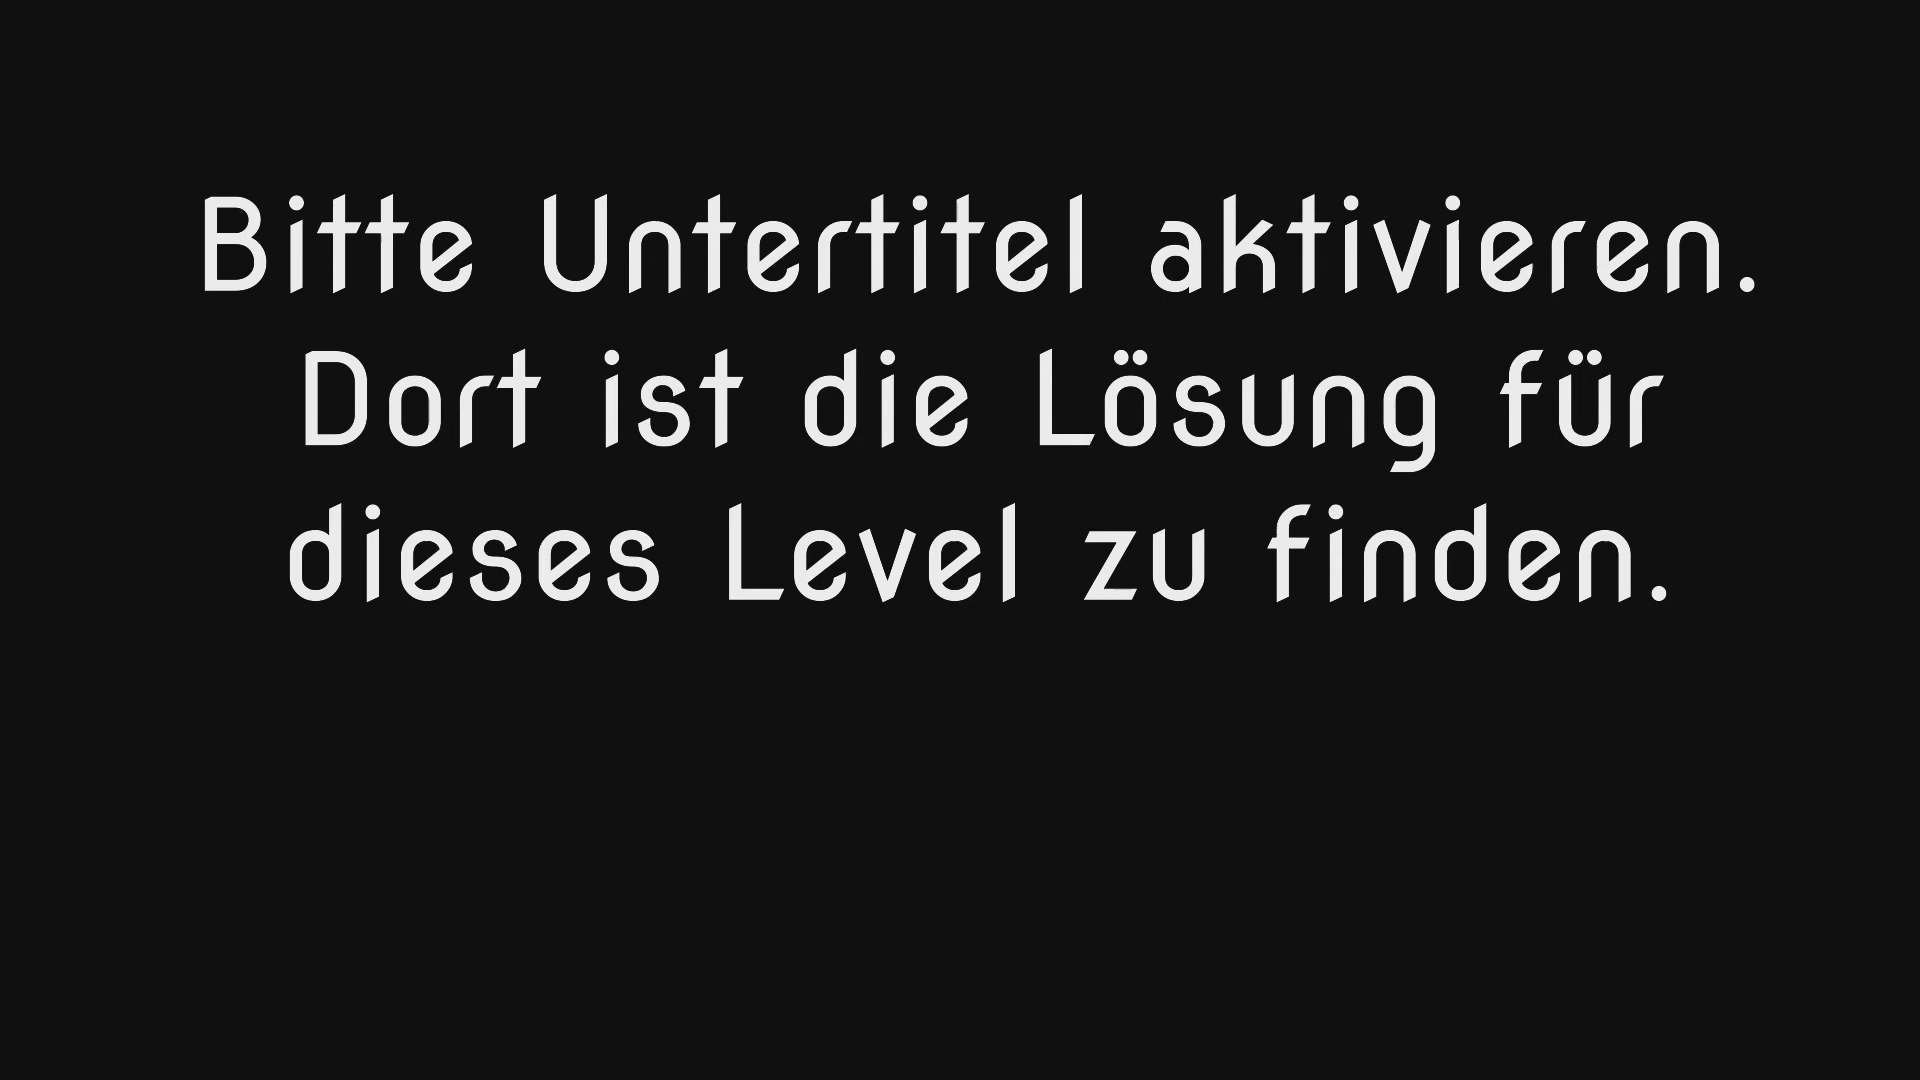 Bitte Untertitel aktivieren.
Dort ist die Lösung für
dieses Level zu finden.